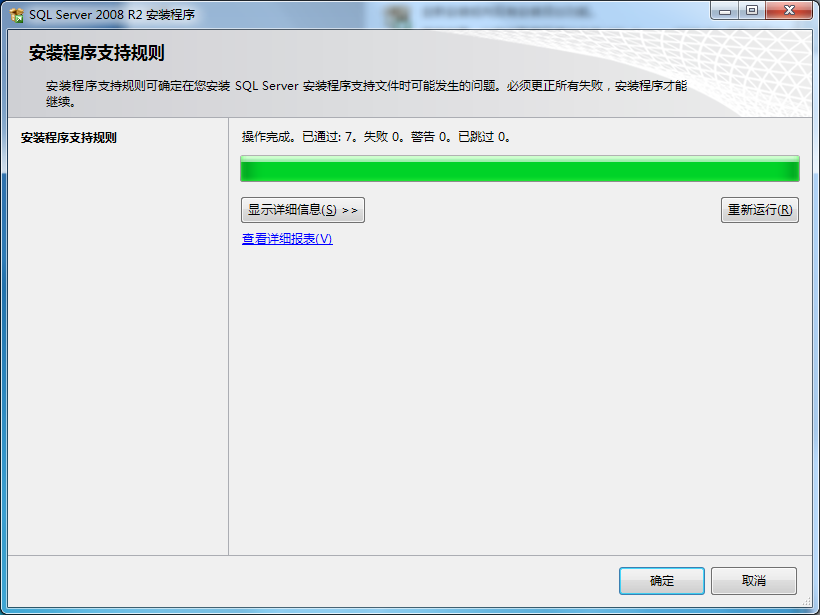 SQL Server 2008 R2 安装程序
安装程序支持规则
安装程序支持规则可确定在您安装 SQL Server 安装程序支持文件时可能发生的问题。必须更正所有失败，安装程序才能
继续。
安装程序支持规则
操作完成。已通过: 7。失败 0。警告 0。已跳过 0。
显示详细信息(S) >>
重新运行(R)
查看详细报表(V)
确定
取消